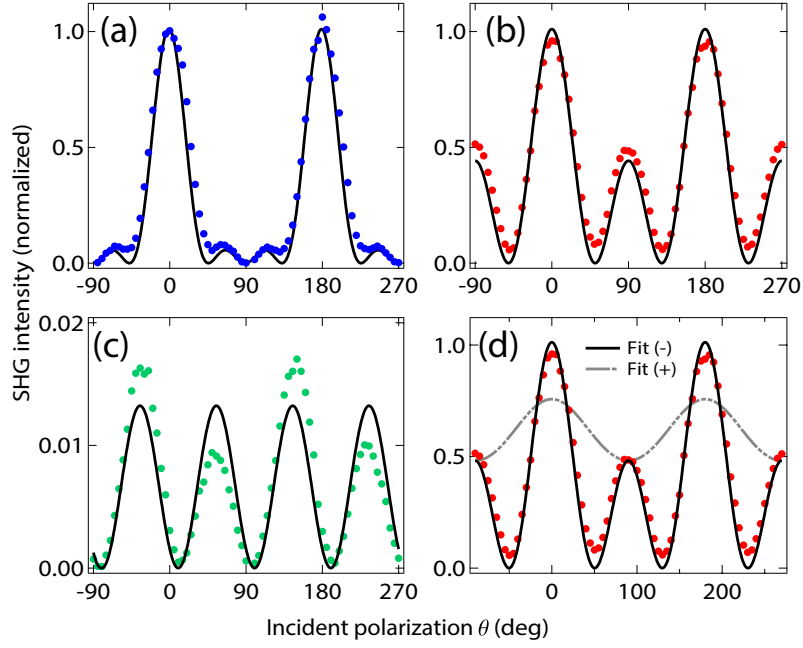 (a)
(b)
1.0
0.5
0.0
-90 0 90 180 270
1.0
0.5
0.0
-90 0 90 180 270
SHG intensity (normalized)
(c)
(d)
0.02
0.01
0.00
-90 0 90 180 270
1.0
0.5
0.0
0 100 200
Fit (-)
Fit (+)
Incident polarization θ (deg)